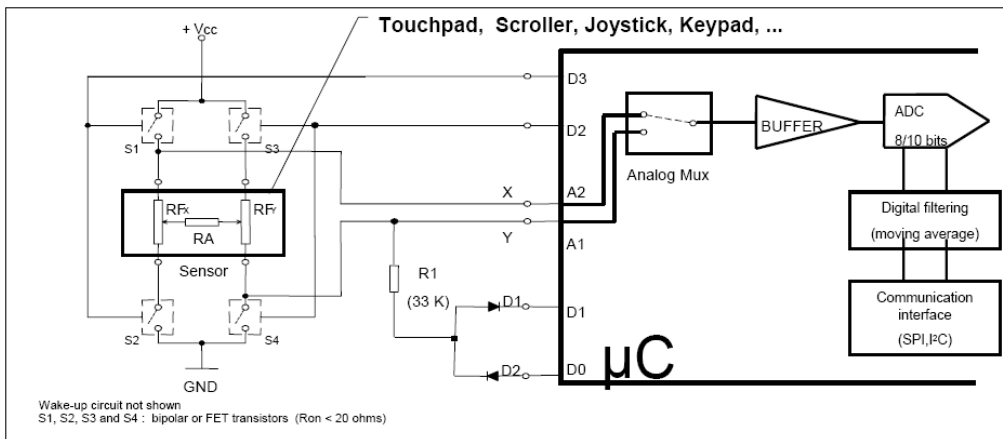 Touchpad, Scroller, Joystick, Keypad, ...
+ Vcc
D3
S1
S3
D2
BUFFER
ADC
8/10 bits
Analog Mux
X
A2
RFx
RFY
RA
Y
A1
Digital filtering
(moving average)
Sensor
R1
(33 K)
D1
D1
Communication
interface
(SPI,I²C)
S2
S4
D2
D0
µC
GND
Wake-up circuit not shown
S1, S2, S3 and S4 : bipolar or FET transistors (Ron < 20 ohms)